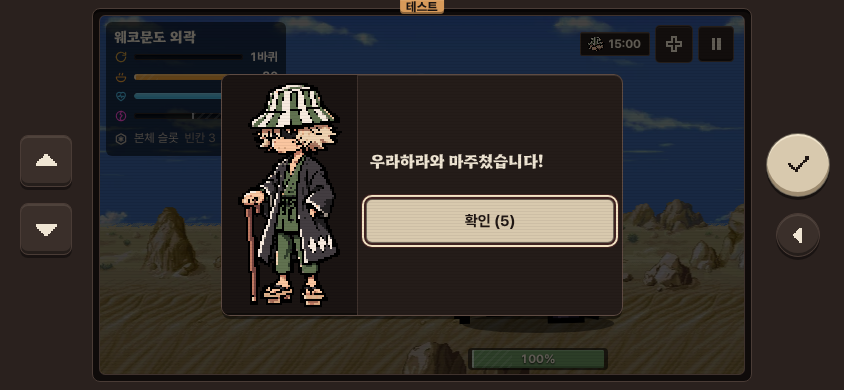 테스트
웨코문도 외곽
1바퀴
15:00
본체 슬롯 빈칸 3
우라하라와 마주쳤습니다!
확인 (5)
100%